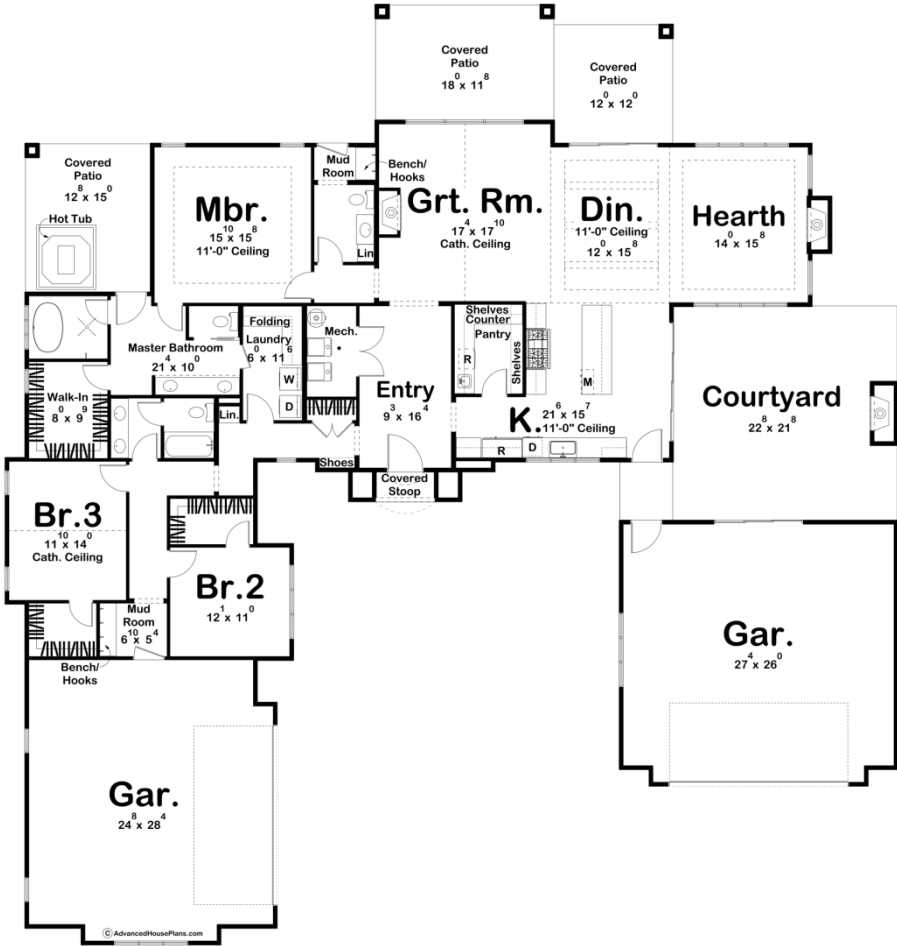 Covered
Patio
18⁰ x 11⁸
Covered
Patio
12⁰ x 12⁰
Covered
Patio
12⁸ x 15⁰
Hot Tub
Mbr.
15¹⁰ x 15⁸
11'-0" Ceiling
Mud
Room
Bench/
Hooks
Lin
Grt. Rm.
17⁴ x 17¹⁰
Cath. Ceiling
Din.
11'-0" Ceiling
12⁰ x 15⁸
Hearth
14⁰ x 15⁸
Master Bathroom
21⁴ x 10⁰
Folding
Laundry
6⁰ x 11⁶
W
D
Mech.
Entry
9³ x 16⁴
Shelves
Counter
Pantry
Shelves
R
M
K.
21⁶ x 15⁷
11'-0" Ceiling
R
D
Courtyard
22⁸ x 21⁸
Walk-In
8⁰ x 9⁹
Lin.
Shoes
Covered
Stoop
Br.3
11¹⁰ x 14⁰
Cath. Ceiling
Br.2
12¹ x 11⁰
Mud
Room
6¹⁰ x 5⁴
Bench/
Hooks
Gar.
27⁴ x 26⁰
Gar.
24⁸ x 28⁴
© AdvancedHousePlans.com